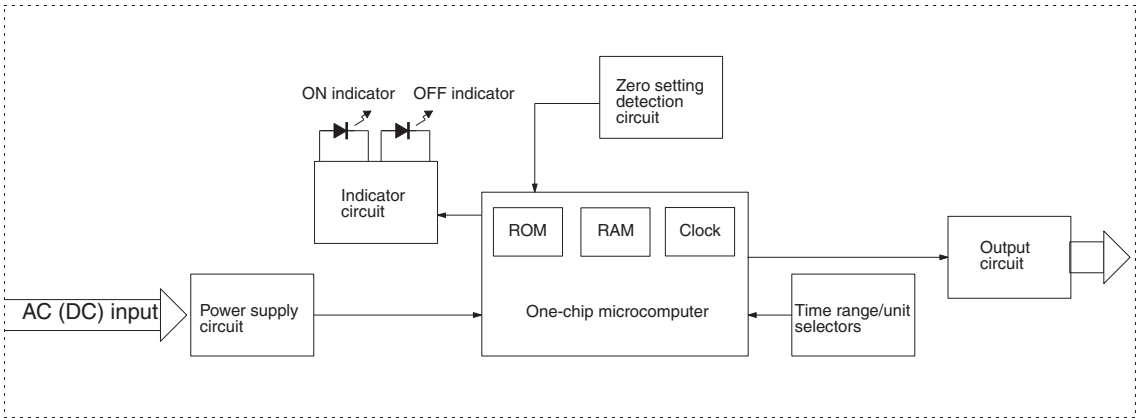 Zero setting
detection
circuit
ON indicator
OFF indicator
Indicator
circuit
ROM
RAM
Clock
Output
circuit
AC (DC) input
Power supply
circuit
One-chip microcomputer
Time range/unit
selectors